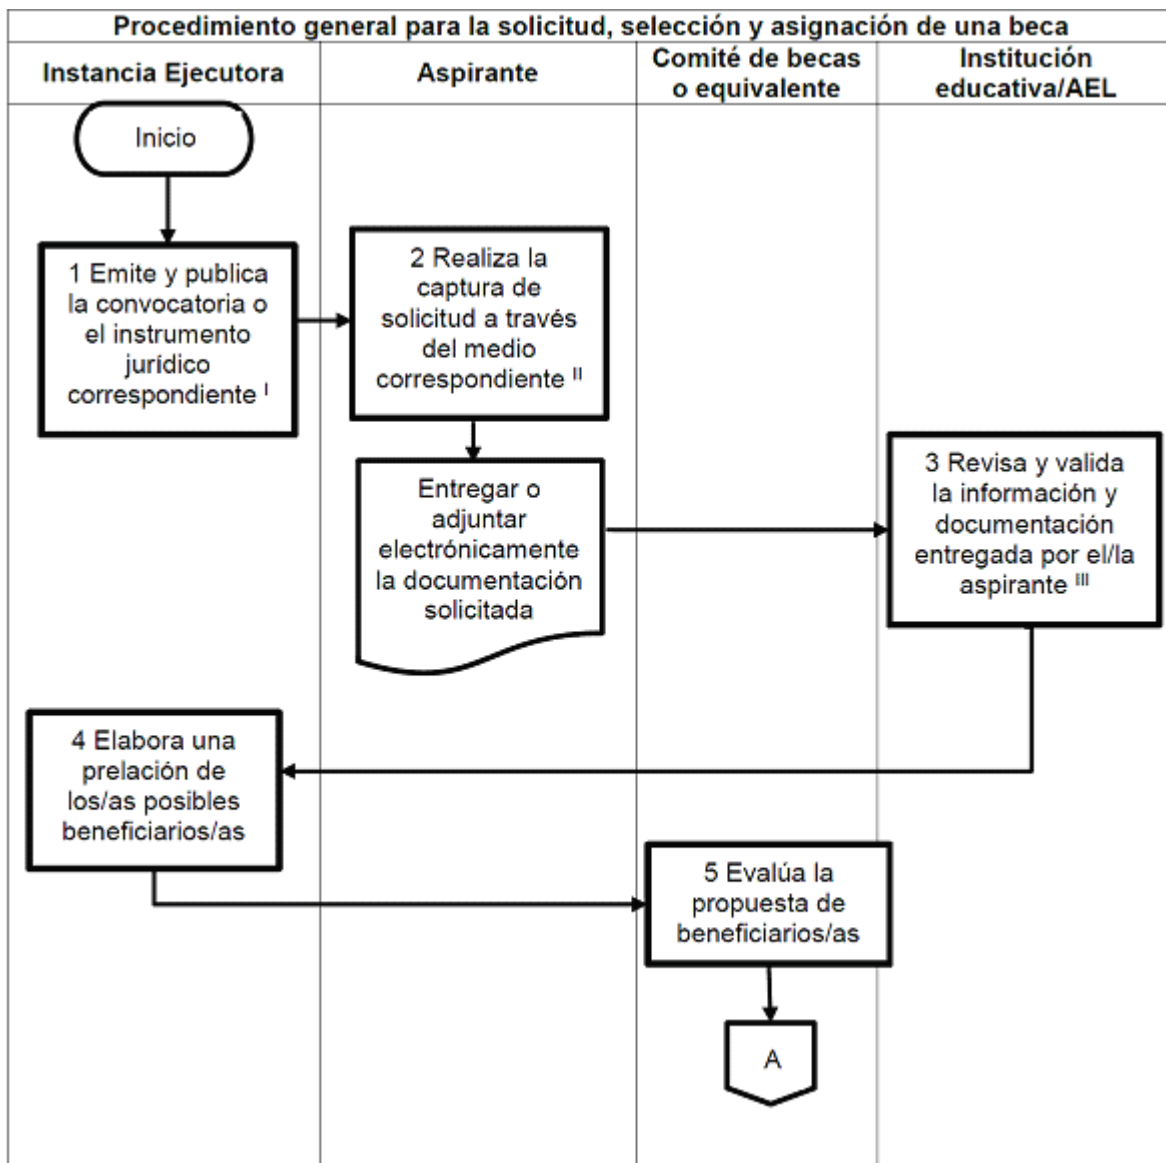 Procedimiento general para la solicitud, selección y asignación de una beca
Instancia Ejecutora
Aspirante
Comité de becas
o equivalente
Institución
educativa/AEL
Inicio
1 Emite y publica
la convocatoria o
el instrumento
jurídico
correspondiente I
2 Realiza la
captura de
solicitud a través
del medio
correspondiente II
Entregar o
adjuntar
electrónicamente
la documentación
solicitada
3 Revisa y valida
la información y
documentación
entregada por el/la
aspirante III
4 Elabora una
prelación de
los/as posibles
beneficiarios/as
5 Evalúa la
propuesta de
beneficiarios/as
A